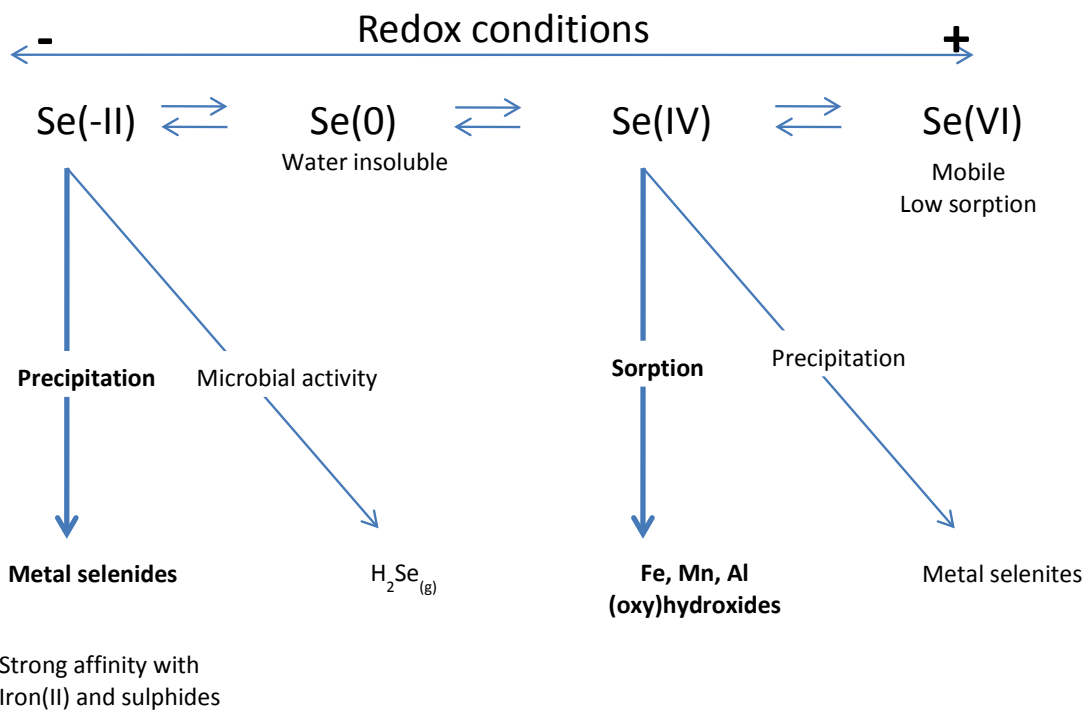 Redox conditions
- +
Se(-II) Se(0) Se(IV) Se(VI)
Water insoluble
Mobile
Low sorption
Precipitation Microbial activity Sorption Precipitation
Metal selenides H₂Se(g) Fe, Mn, Al Metal selenites
(oxy)hydroxides
Strong affinity with
Iron(II) and sulphides